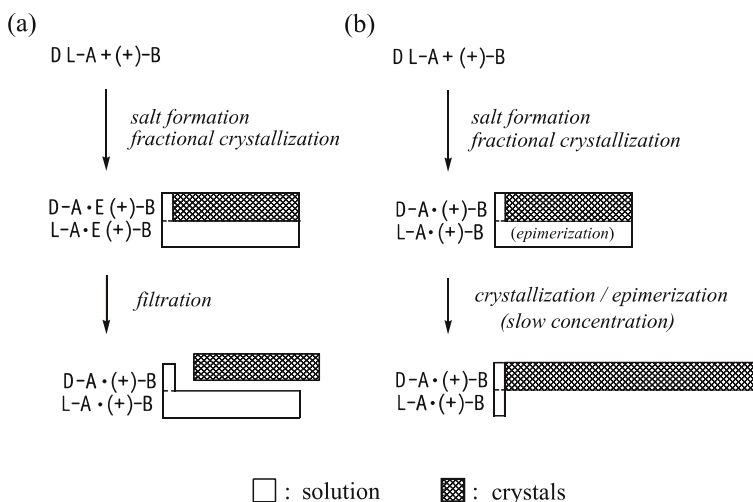 (a)
D L–A + (+)–B
salt formation
fractional crystallization
D–A•E (+)–B
L–A•E (+)–B
filtration
D–A•(+)–B
L–A•(+)–B
(b)
D L–A + (+)–B
salt formation
fractional crystallization
D–A•(+)–B
L–A•(+)–B
(epimerization)
crystallization / epimerization
(slow concentration)
D–A•(+)–B
L–A•(+)–B
: solution
: crystals